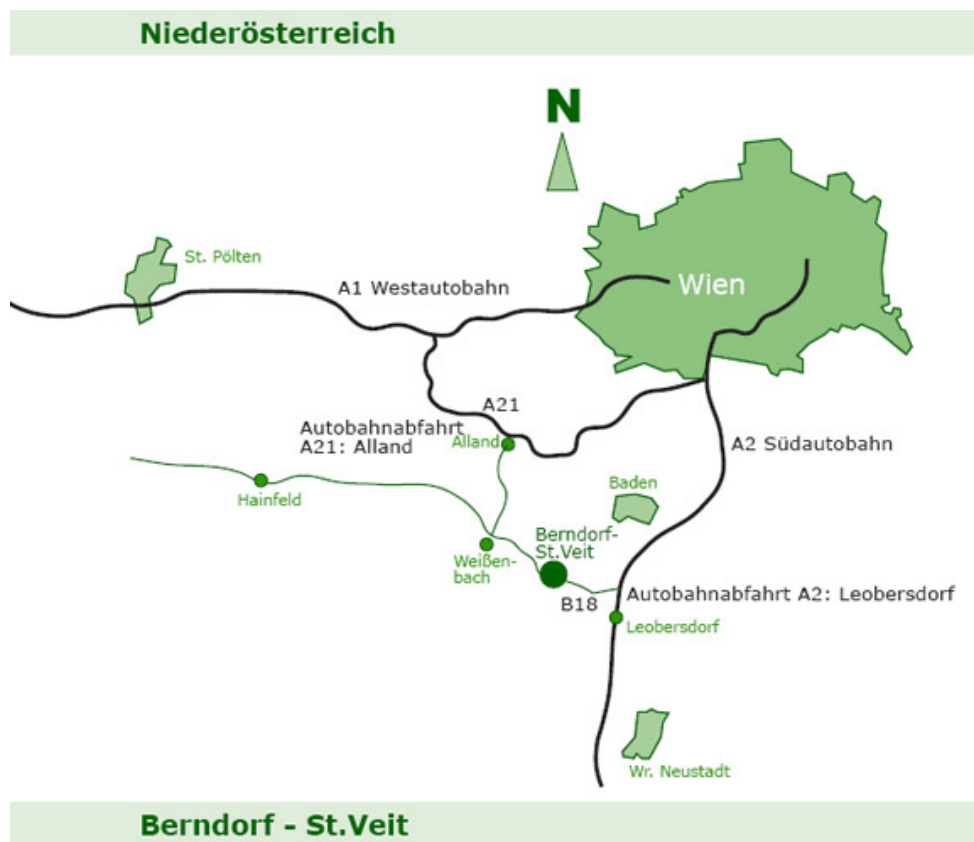 Niederösterreich
N
St. Pölten
A1 Westautobahn
Wien
A21
Autobahnabfahrt
A21: Alland
Alland
A2 Südautobahn
Hainfeld
Baden
Berndorf-
St.Veit
Weißen-
bach
B18
Autobahnabfahrt A2: Leobersdorf
Leobersdorf
Wr. Neustadt
Berndorf - St.Veit